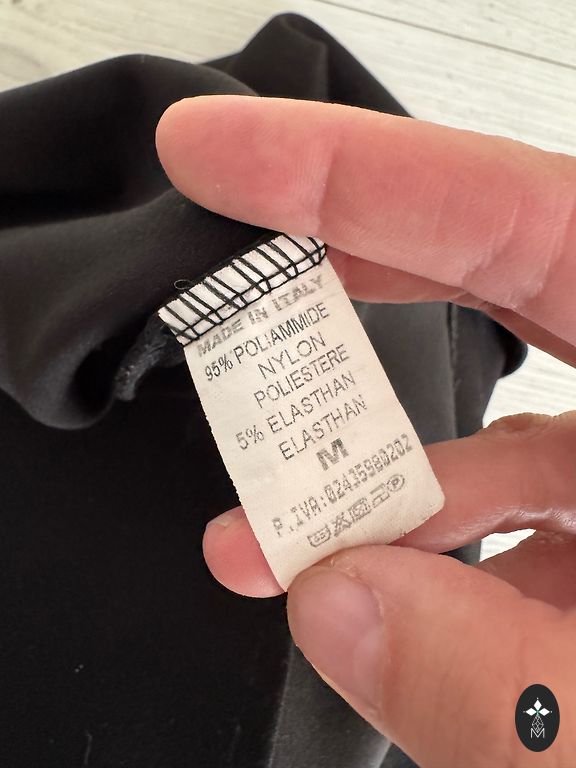 MADE IN ITALY
95% POLIAMMIDE
NYLON
POLIESTERE
5% ELASTHAN
ELASTHAN
M
P.IVA:02435980202
P
M